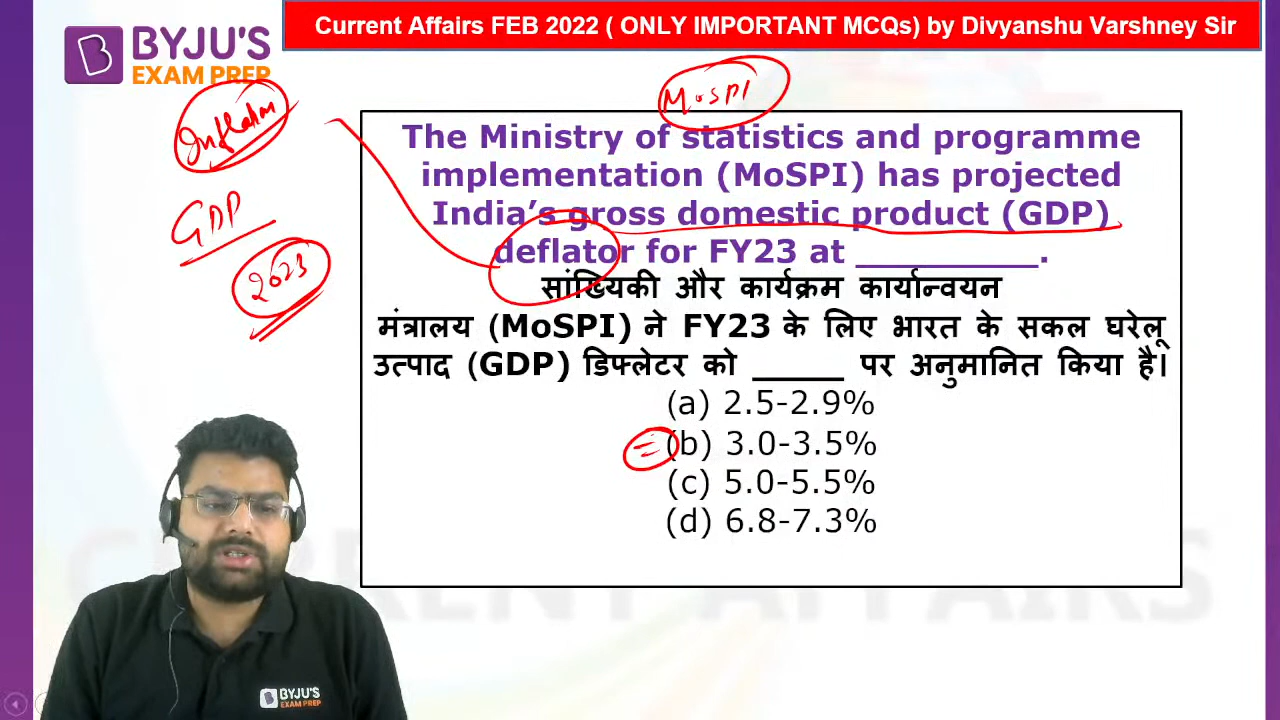 Current Affairs FEB 2022 ( ONLY IMPORTANT MCQs) by Divyanshu Varshney Sir
BYJU'S
EXAM PREP
MoSPI
Inflation
GDP
2023
The Ministry of statistics and programme
implementation (MoSPI) has projected
India's gross domestic product (GDP)
deflator for FY23 at __________.
सांख्यिकी और कार्यक्रम कार्यान्वयन
मंत्रालय (MoSPI) ने FY23 के लिए भारत के सकल घरेलू
उत्पाद (GDP) डिफ्लेटर को _____ पर अनुमानित किया है।
(a) 2.5-2.9%
= (b) 3.0-3.5%
(c) 5.0-5.5%
(d) 6.8-7.3%
BYJU'S
EXAM PREP
CURRENT AFFAIRS